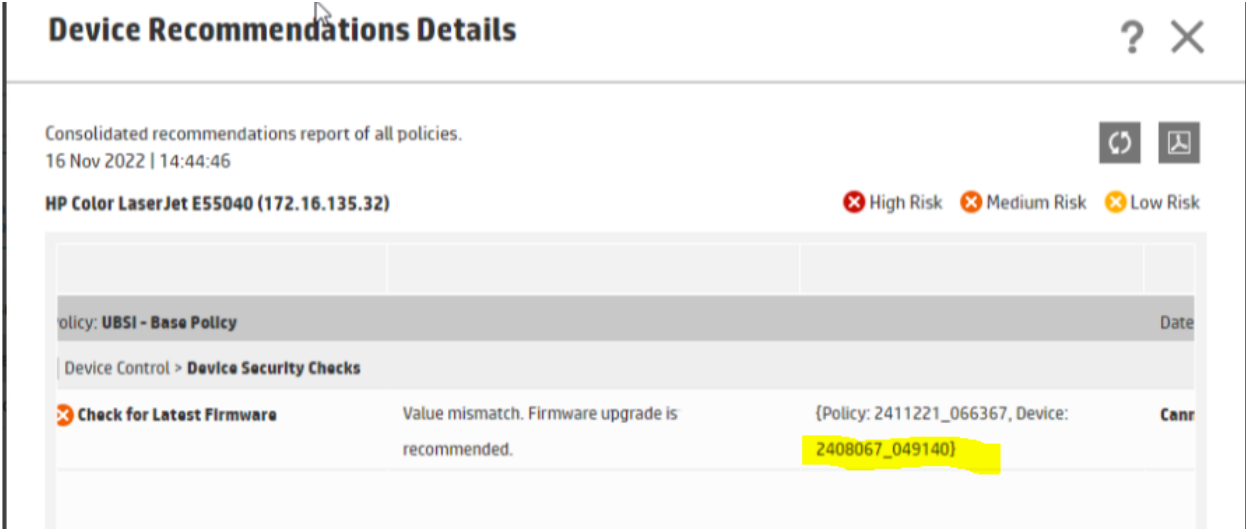 Device Recommendations Details
?
Consolidated recommendations report of all policies.
16 Nov 2022 | 14:44:46
HP Color LaserJet E55040 (172.16.135.32)
High Risk Medium Risk Low Risk
olicy: UBSI - Base Policy Date
Device Control > Device Security Checks
Check for Latest Firmware Value mismatch. Firmware upgrade is {Policy: 2411221_066367, Device: Canr
recommended. 2408067_049140}